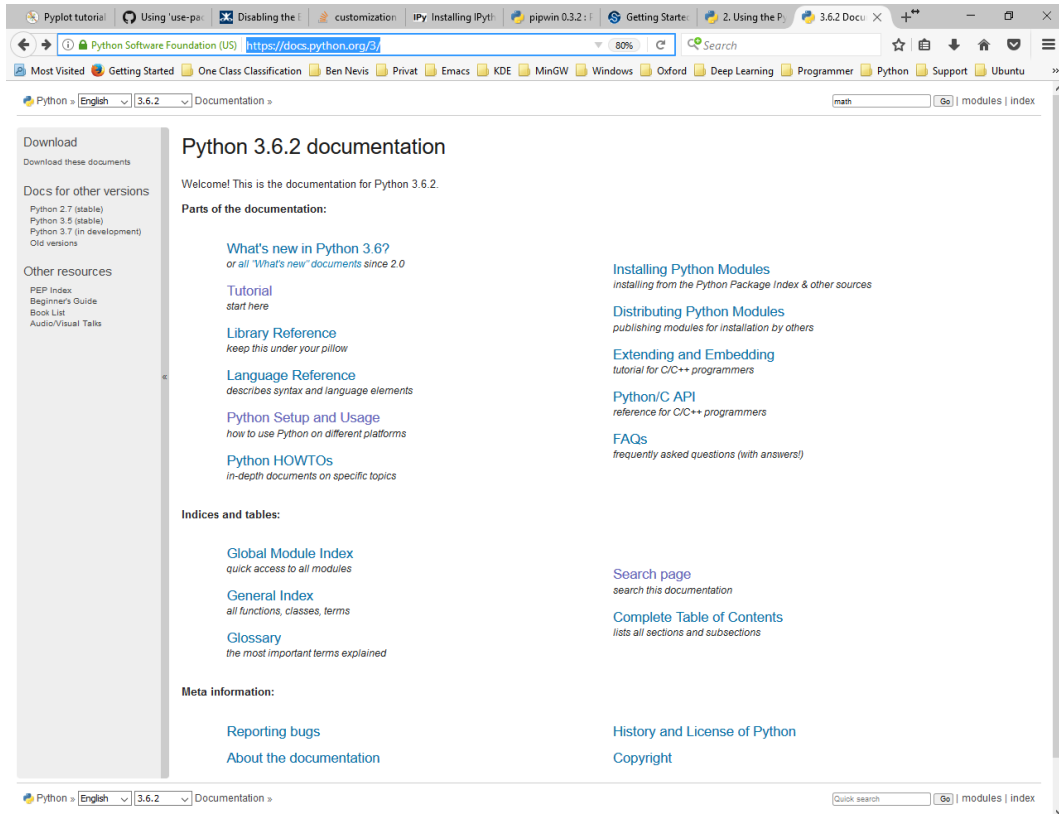 Pyplot tutorial Using 'use-pac Disabling the E customization IPy Installing IPyth pipwin 0.3.2 : F Getting Started 2. Using the Py 3.6.2 Docu
Python Software Foundation (US) https://docs.python.org/3/ 80% Search
Most Visited Getting Started One Class Classification Ben Nevis Privat Emacs KDE MinGW Windows Oxford Deep Learning Programmer Python Support Ubuntu »
Python » English 3.6.2 Documentation » math Go | modules | index
Download
Download these documents
Docs for other versions
Python 2.7 (stable)
Python 3.5 (stable)
Python 3.7 (in development)
Old versions
Other resources
PEP Index
Beginner's Guide
Book List
Audio/Visual Talks
«
Python 3.6.2 documentation
Welcome! This is the documentation for Python 3.6.2.
Parts of the documentation:
What's new in Python 3.6?
or all "What's new" documents since 2.0
Tutorial
start here
Library Reference
keep this under your pillow
Language Reference
describes syntax and language elements
Python Setup and Usage
how to use Python on different platforms
Python HOWTOs
in-depth documents on specific topics
Installing Python Modules
installing from the Python Package Index & other sources
Distributing Python Modules
publishing modules for installation by others
Extending and Embedding
tutorial for C/C++ programmers
Python/C API
reference for C/C++ programmers
FAQs
frequently asked questions (with answers!)
Indices and tables:
Global Module Index
quick access to all modules
General Index
all functions, classes, terms
Glossary
the most important terms explained
Search page
search this documentation
Complete Table of Contents
lists all sections and subsections
Meta information:
Reporting bugs
About the documentation
History and License of Python
Copyright
Python » English 3.6.2 Documentation » Quick search Go | modules | index